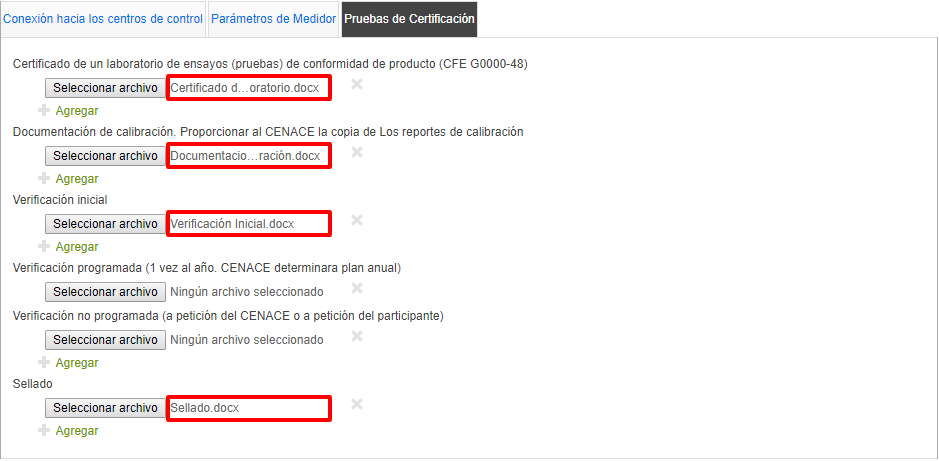 Conexión hacia los centros de control Parámetros de Medidor Pruebas de Certificación
Certificado de un laboratorio de ensayos (pruebas) de conformidad de producto (CFE G0000-48)
Seleccionar archivo Certificado d...oratorio.docx
Agregar
Documentación de calibración. Proporcionar al CENACE la copia de Los reportes de calibración
Seleccionar archivo Documentacio...ración.docx
Agregar
Verificación inicial
Seleccionar archivo Verificación Inicial.docx
Agregar
Verificación programada (1 vez al año. CENACE determinara plan anual)
Seleccionar archivo Ningún archivo seleccionado
Verificación no programada (a petición del CENACE o a petición del participante)
Seleccionar archivo Ningún archivo seleccionado
Agregar
Sellado
Seleccionar archivo Sellado.docx
Agregar